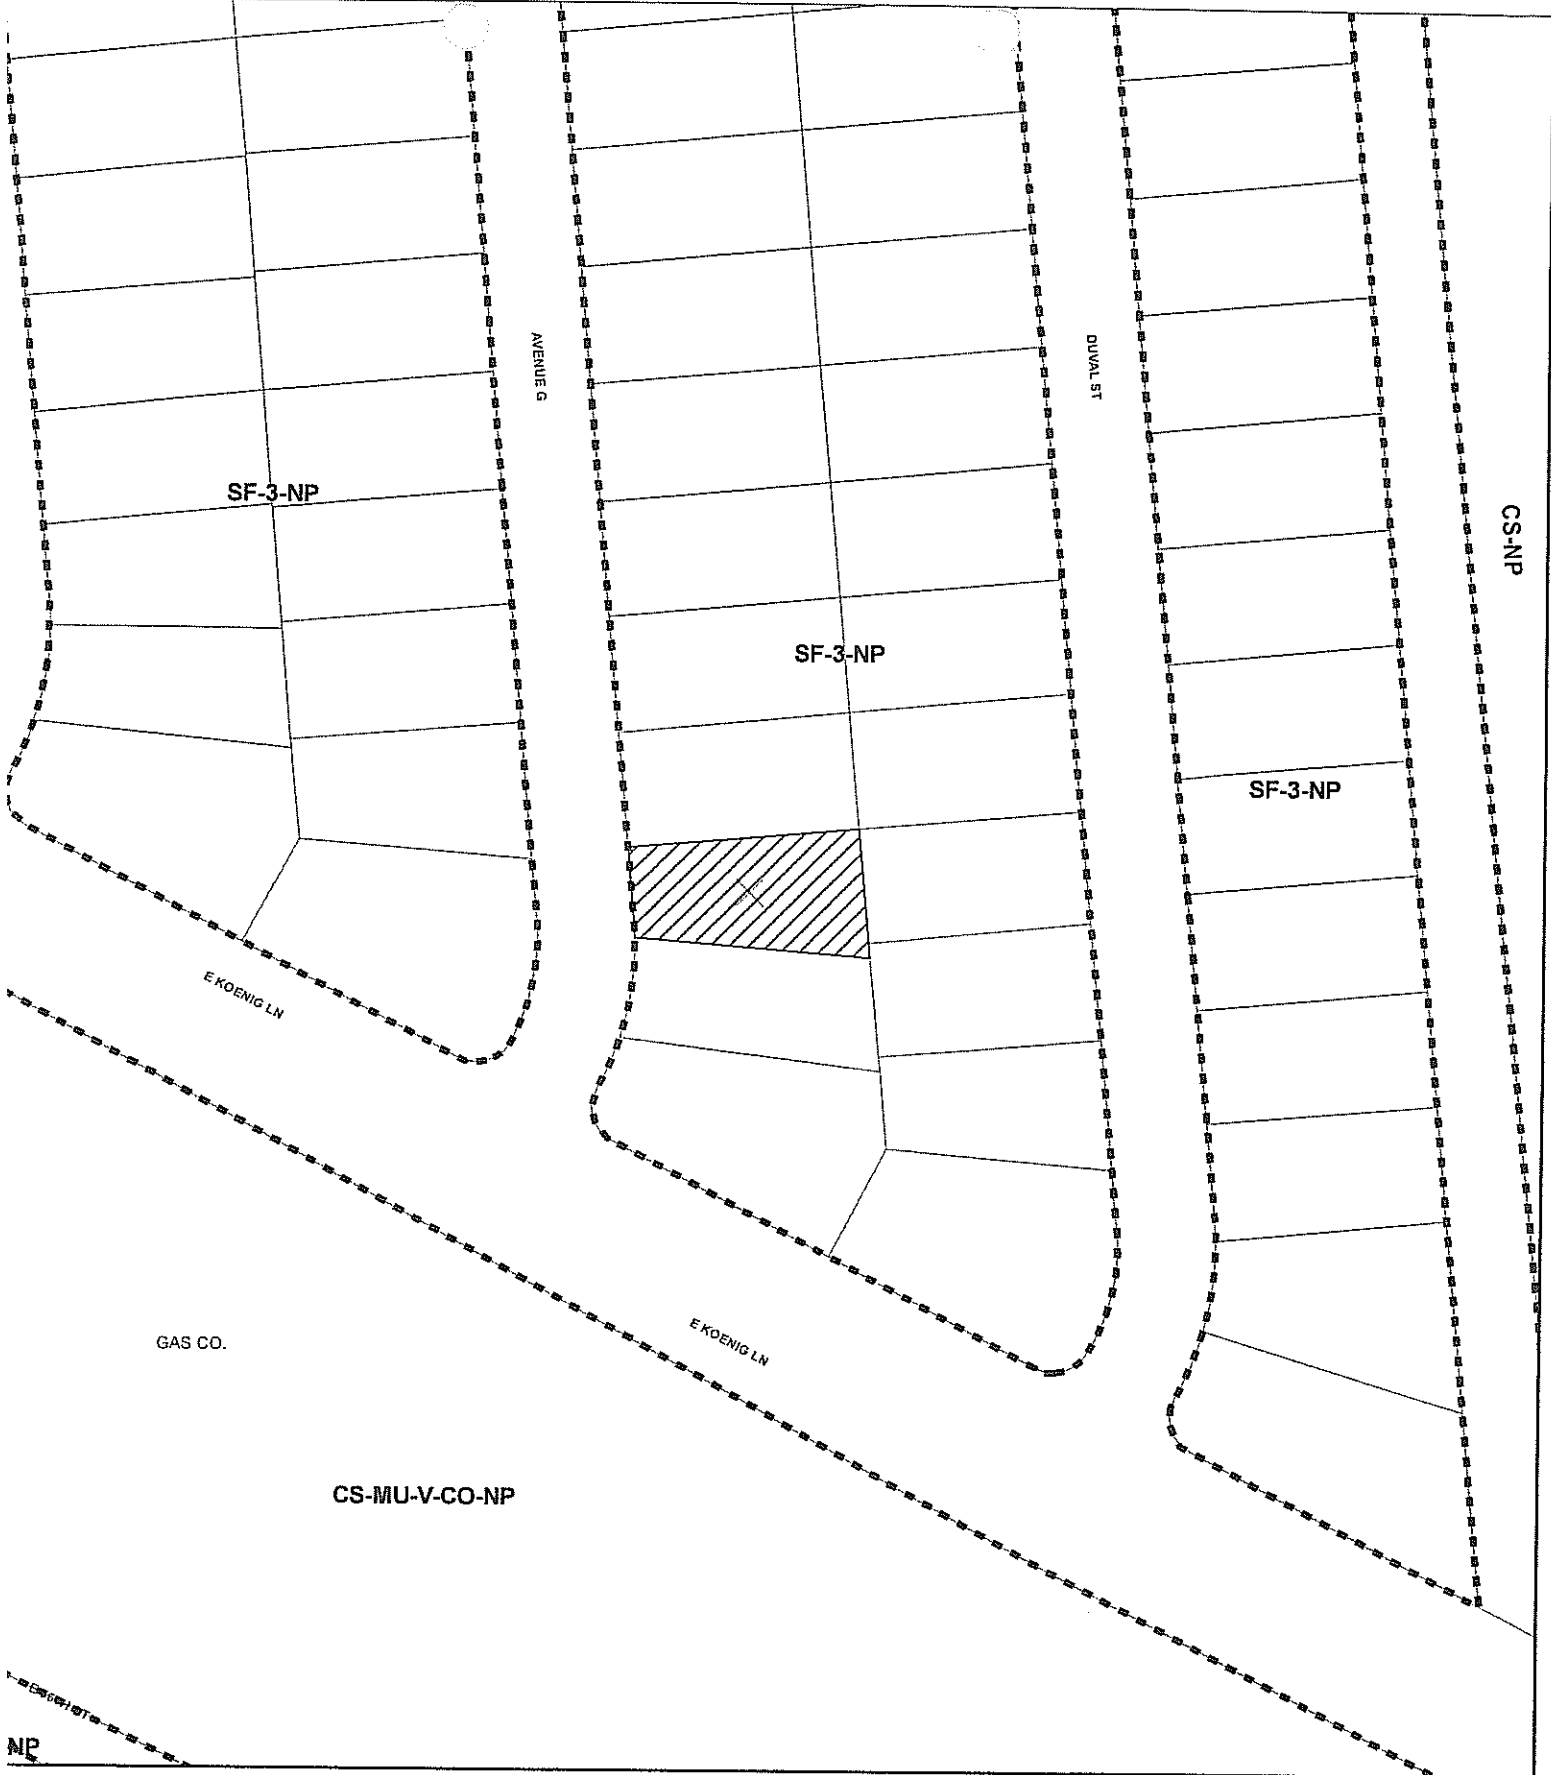 AVENUE G
DUVAL ST
SF-3-NP
CS-NP
SF-3-NP
SF-3-NP
E KOENIG LN
E KOENIG LN
GAS CO.
CS-MU-V-CO-NP
NP